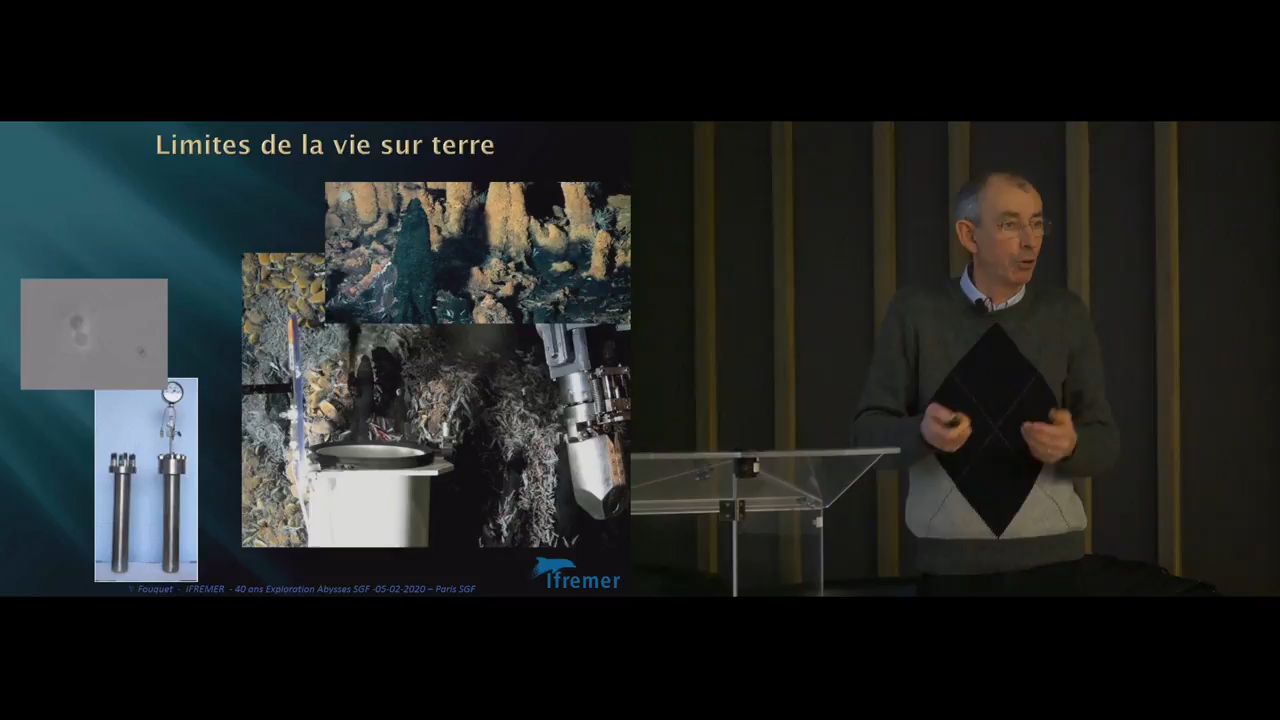 Limites de la vie sur terre
Ifremer
Y. Fouquet - IFREMER - 40 ans Exploration Abysses SGF -05-02-2020 – Paris SGF